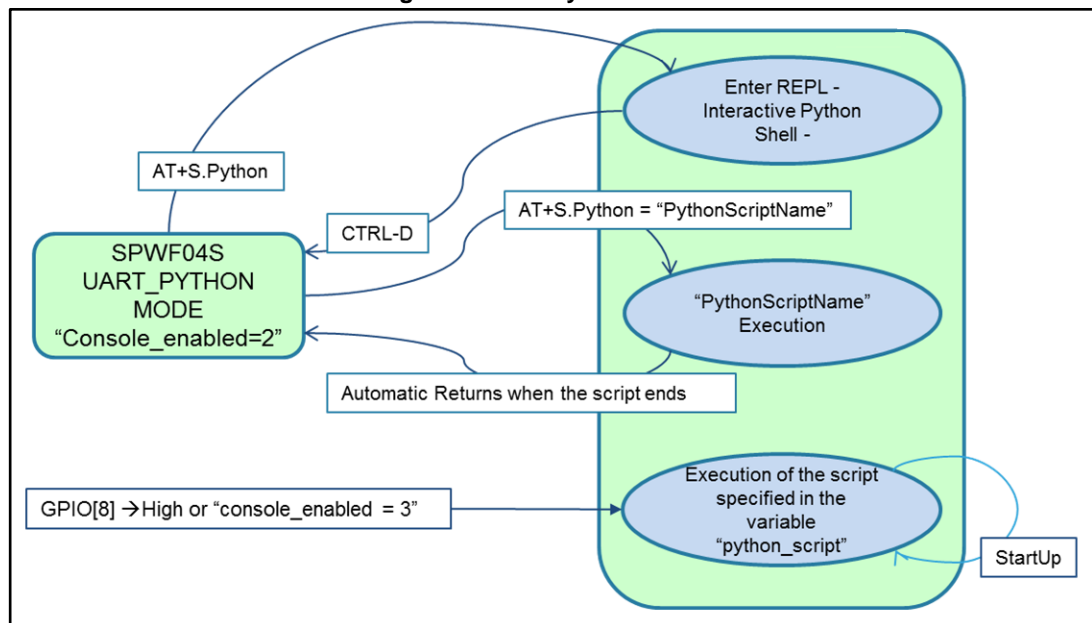 Enter REPL -
Interactive Python
Shell -
AT+S.Python
AT+S.Python = “PythonScriptName”
CTRL-D
SPWF04S
UART_PYTHON
MODE
“Console_enabled=2”
“PythonScriptName”
Execution
Automatic Returns when the script ends
Execution of the script
specified in the
variable
“python_script”
GPIO[8] →High or “console_enabled = 3”
StartUp